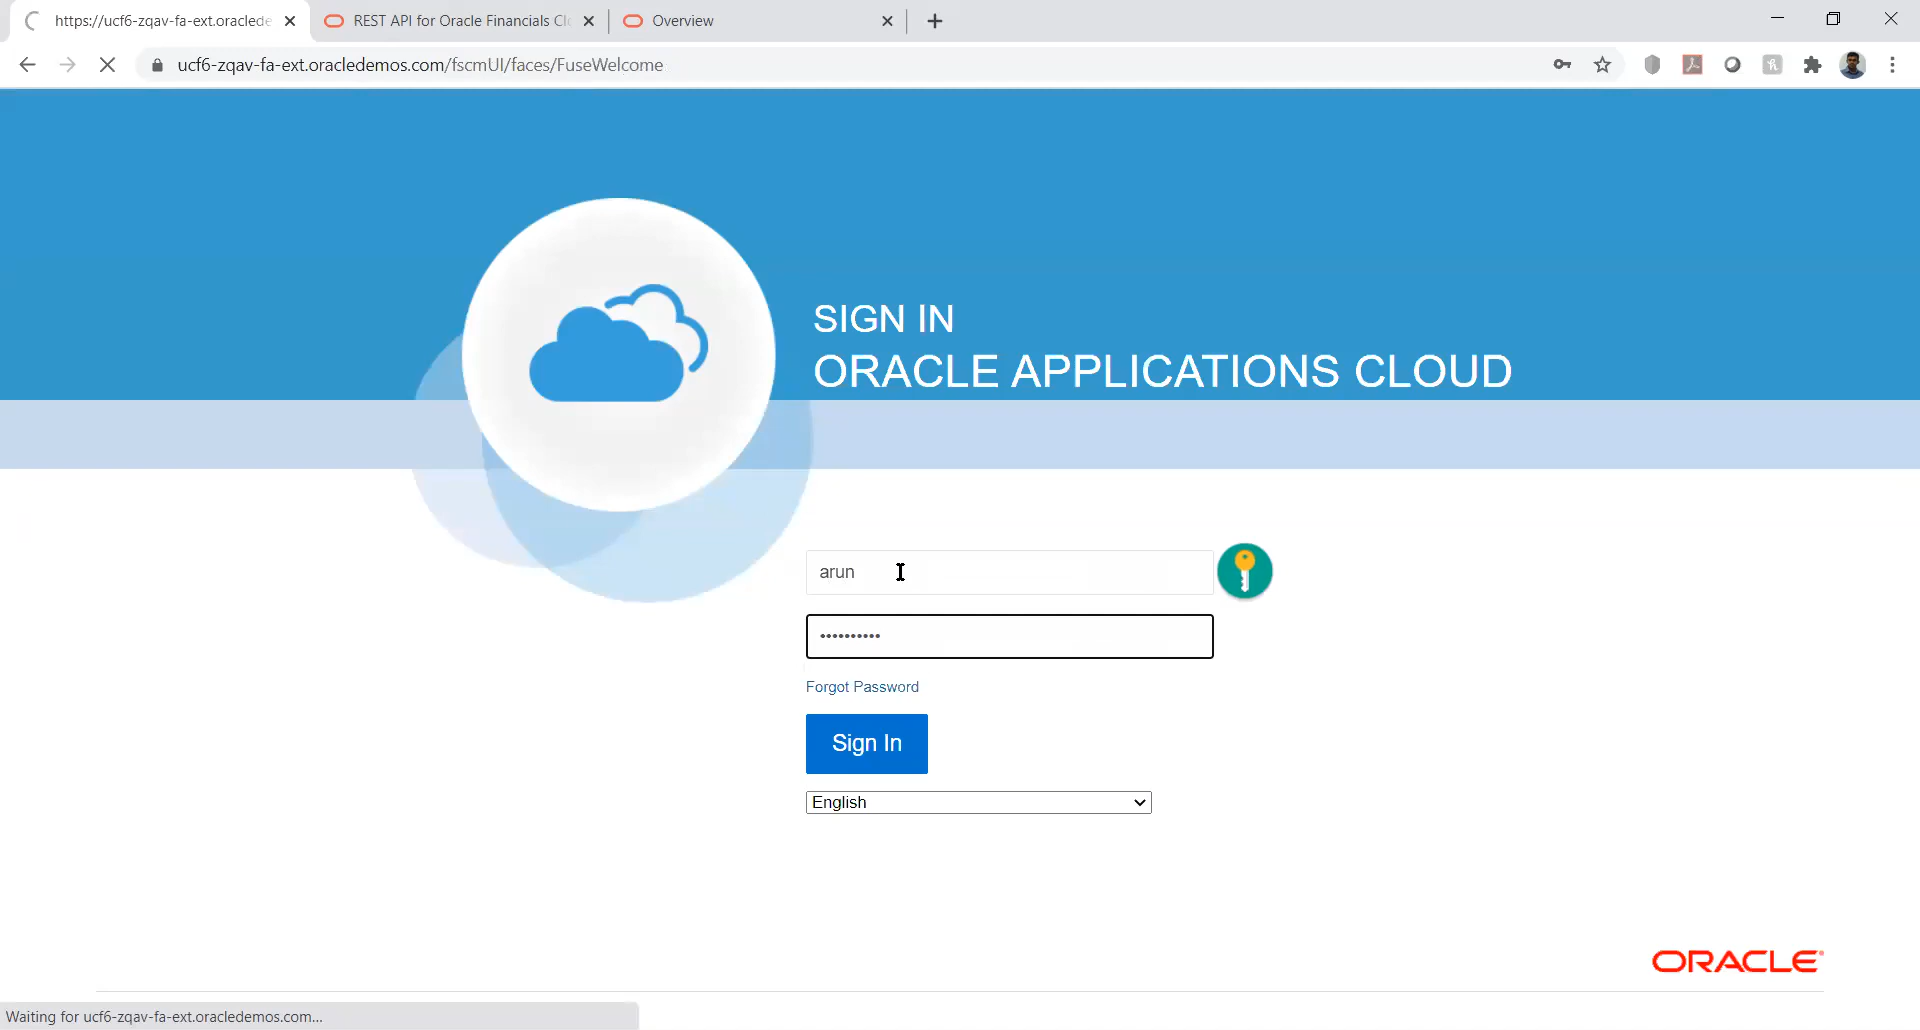 https://ucf6-zqav-fa-ext.oraclede
REST API for Oracle Financials Cl
Overview
ucf6-zqav-fa-ext.oracledemos.com/fscmUI/faces/FuseWelcome
SIGN IN
ORACLE APPLICATIONS CLOUD
arun
••••••••••
Forgot Password
Sign In
English
ORACLE
Waiting for ucf6-zqav-fa-ext.oracledemos.com...